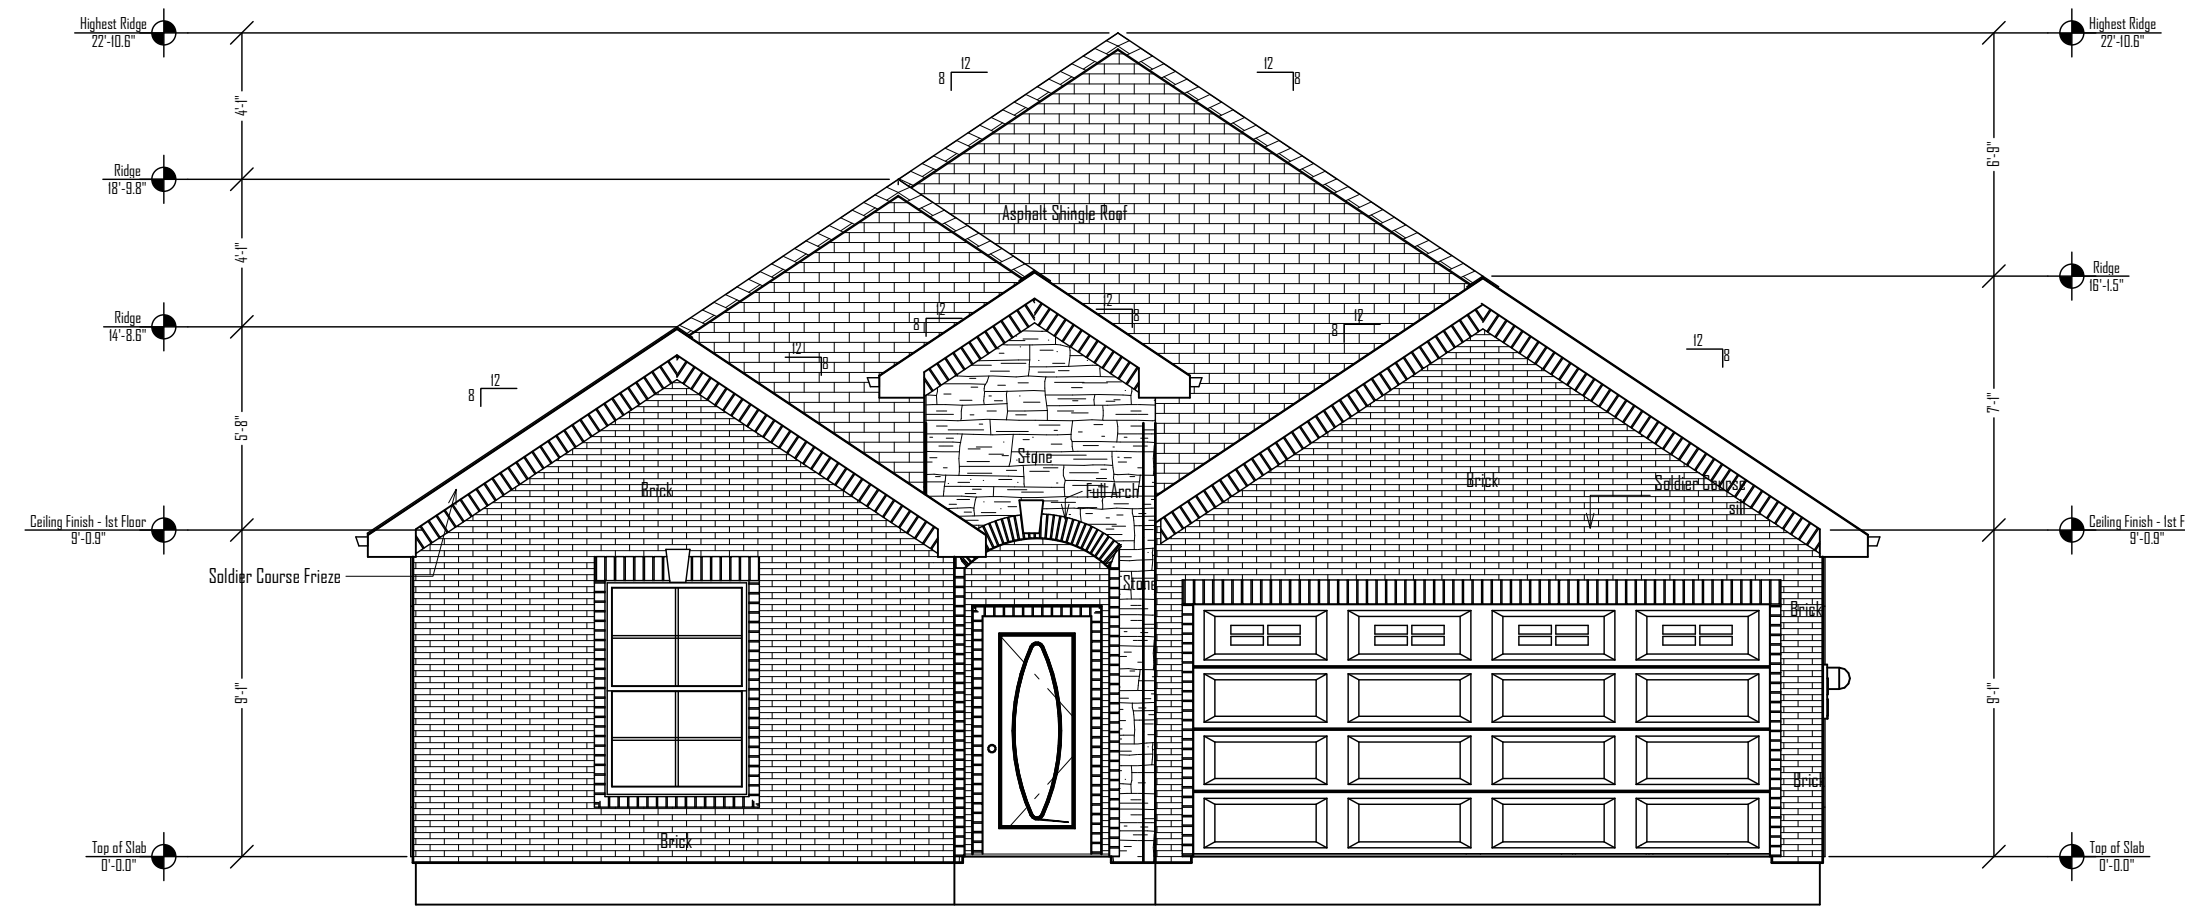 Highest Ridge
22'-10.6"
Highest Ridge
22'-10.6"
12
8
12
8
4'-1"
6'-9"
Ridge
18'-9.8"
Asphalt Shingle Roof
4'-1"
Ridge
16'-1.5"
Ridge
14'-8.6"
12
8
12
8
12
8
12
8
12
8
12
8
5'-8"
7'-1"
Stone
Brick
Full Arch
Brick
Soldier Course
sill
Ceiling Finish - 1st Floor
9'-0.9"
Ceiling Finish - 1st F
9'-0.9"
Soldier Course Frieze
Stone
Brick
9'-1"
9'-1"
Brick
Brick
Top of Slab
0'-0.0"
Top of Slab
0'-0.0"